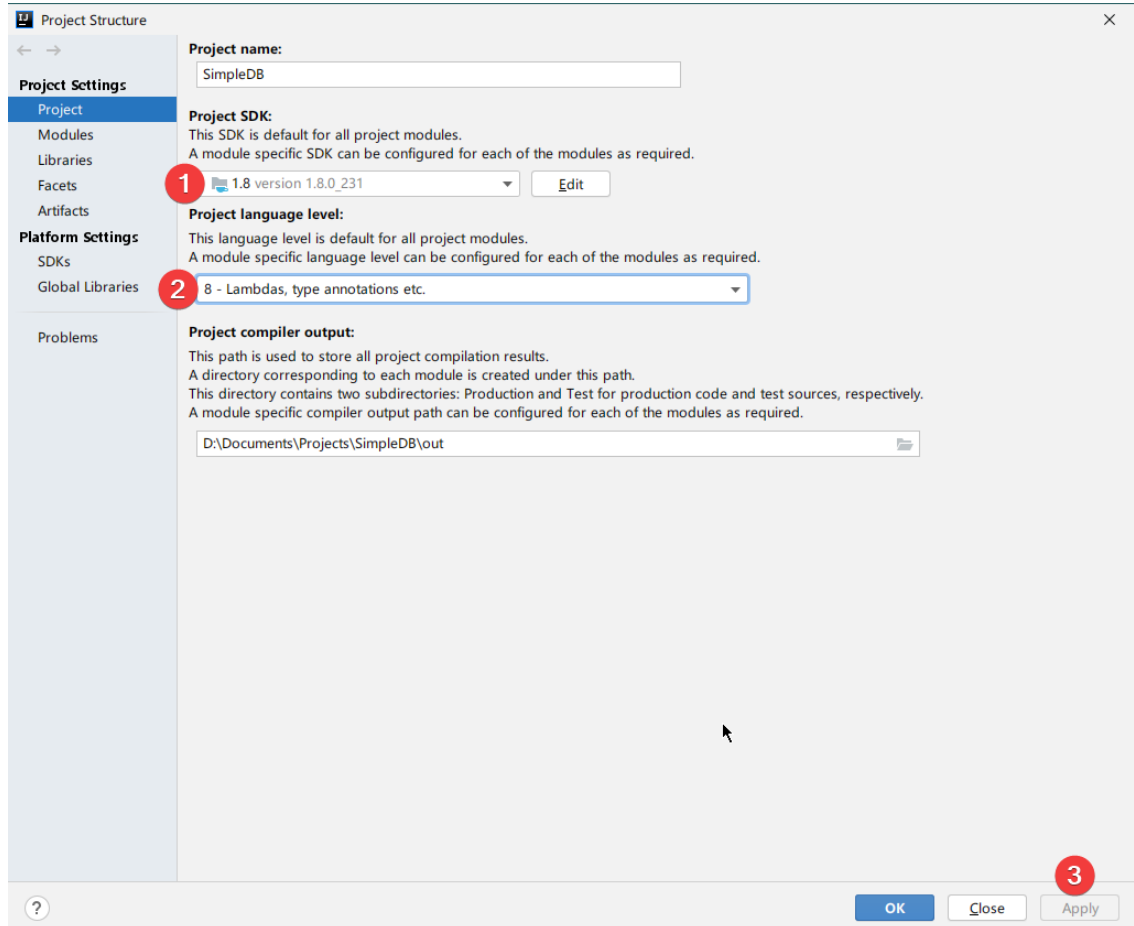 Project Structure
Project Settings
Project
Modules
Libraries
Facets
Artifacts
Platform Settings
SDKs
Global Libraries
Problems
Project name:
SimpleDB
Project SDK:
This SDK is default for all project modules.
A module specific SDK can be configured for each of the modules as required.
1 1.8 version 1.8.0_231 Edit
Project language level:
This language level is default for all project modules.
A module specific language level can be configured for each of the modules as required.
2 8 - Lambdas, type annotations etc.
Project compiler output:
This path is used to store all project compilation results.
A directory corresponding to each module is created under this path.
This directory contains two subdirectories: Production and Test for production code and test sources, respectively.
A module specific compiler output path can be configured for each of the modules as required.
D:\Documents\Projects\SimpleDB\out
3
? OK Close Apply